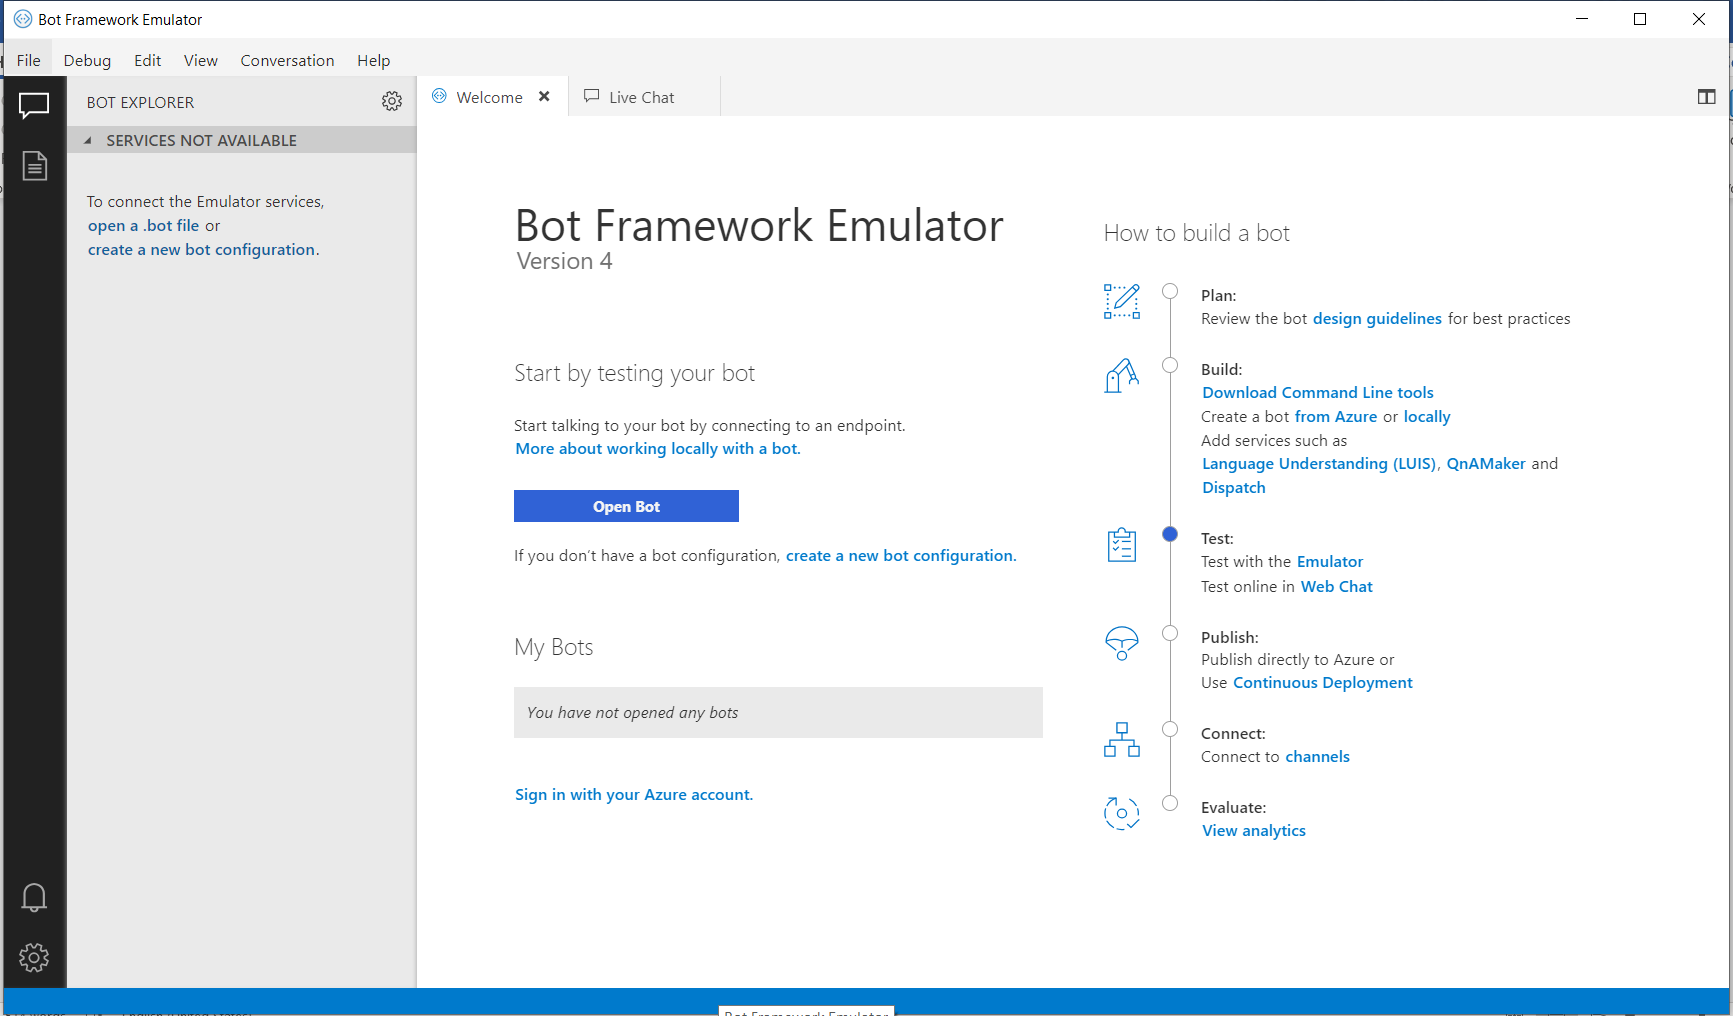 Bot Framework Emulator
File Debug Edit View Conversation Help
BOT EXPLORER
SERVICES NOT AVAILABLE
To connect the Emulator services,
open a .bot file or
create a new bot configuration.
Welcome
Live Chat
Bot Framework Emulator
Version 4
Start by testing your bot
Start talking to your bot by connecting to an endpoint.
More about working locally with a bot.
Open Bot
If you don’t have a bot configuration, create a new bot configuration.
My Bots
You have not opened any bots
Sign in with your Azure account.
How to build a bot
Plan:
Review the bot design guidelines for best practices
Build:
Download Command Line tools
Create a bot from Azure or locally
Add services such as
Language Understanding (LUIS), QnAMaker and
Dispatch
Test:
Test with the Emulator
Test online in Web Chat
Publish:
Publish directly to Azure or
Use Continuous Deployment
Connect:
Connect to channels
Evaluate:
View analytics
Bot Framework Emulator